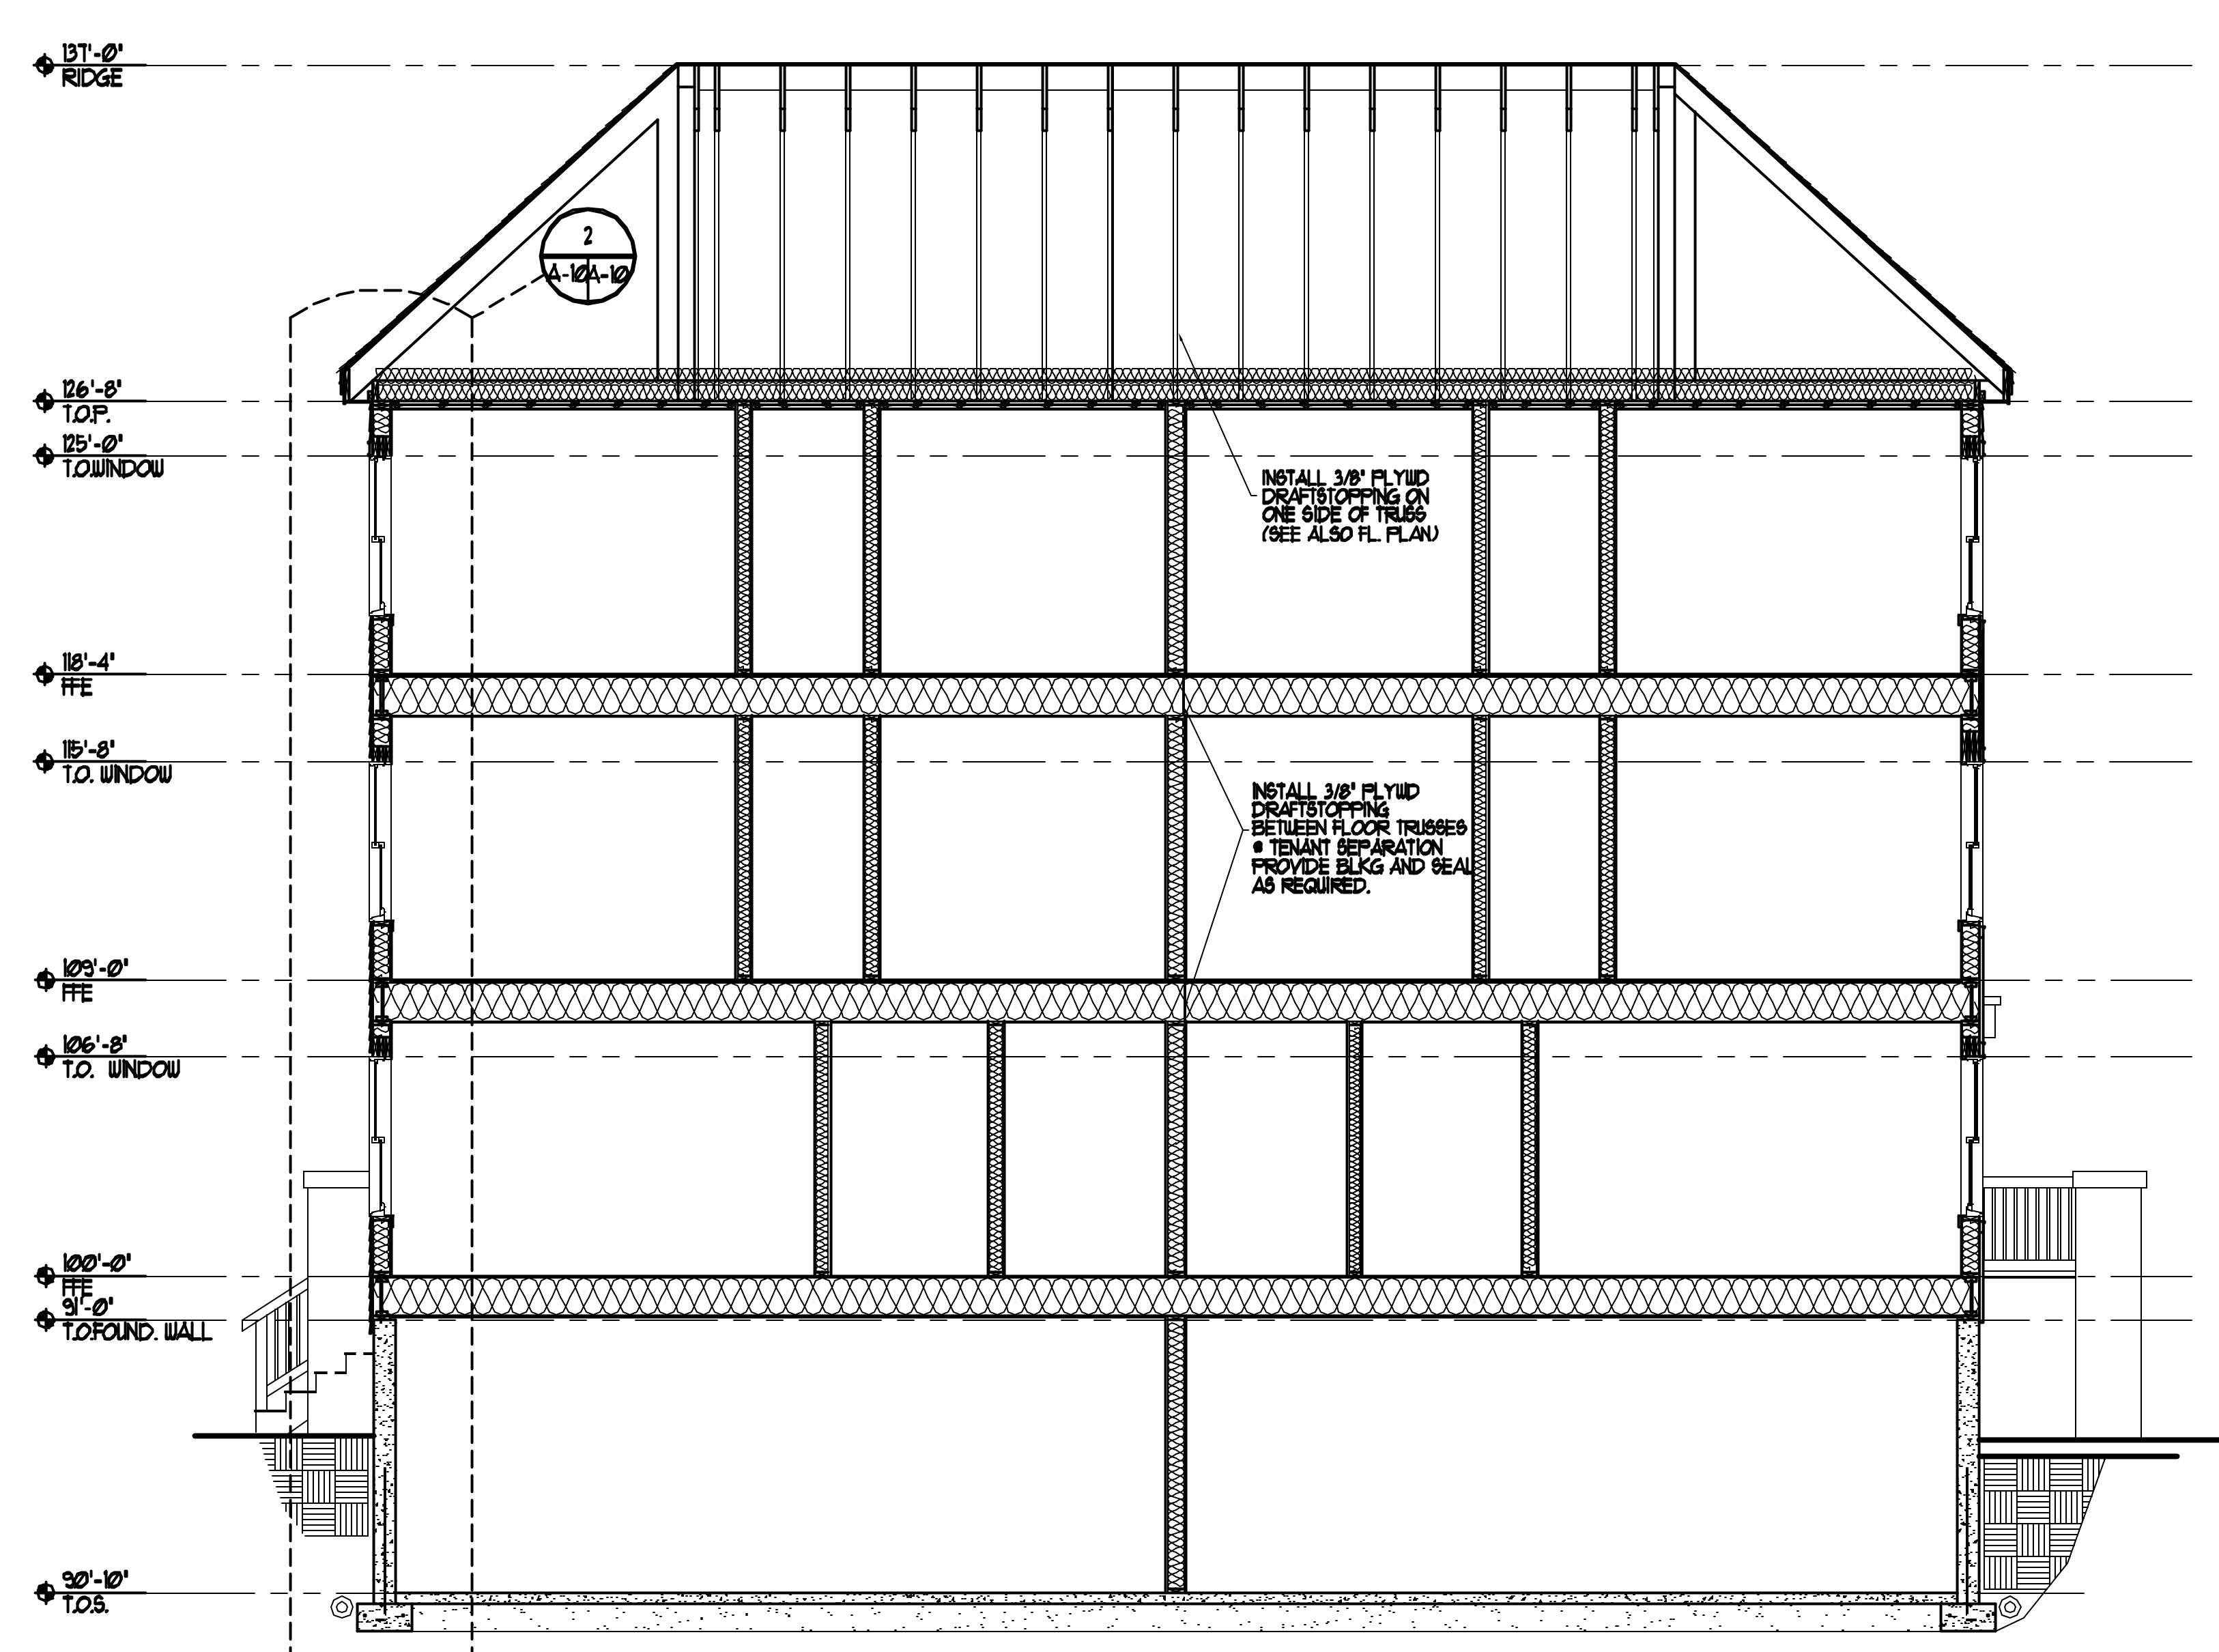 137'-0"
RIDGE
2
A-10 A-10
126'-8"
T.O.P.
125'-0"
T.O.WINDOW
INSTALL 3/8" PLYWD
DRAFTSTOPPING ON
ONE SIDE OF TRUSS
(SEE ALSO FL. PLAN)
118'-4"
FFE
115'-8"
T.O. WINDOW
INSTALL 3/8" PLYWD
DRAFTSTOPPING
BETWEEN FLOOR TRUSSES
@ TENANT SEPARATION
PROVIDE BLKG AND SEAL
AS REQUIRED.
109'-0"
FFE
106'-8"
T.O. WINDOW
100'-0"
FFE
91'-0"
T.O.FOUND. WALL
90'-10"
T.O.S.